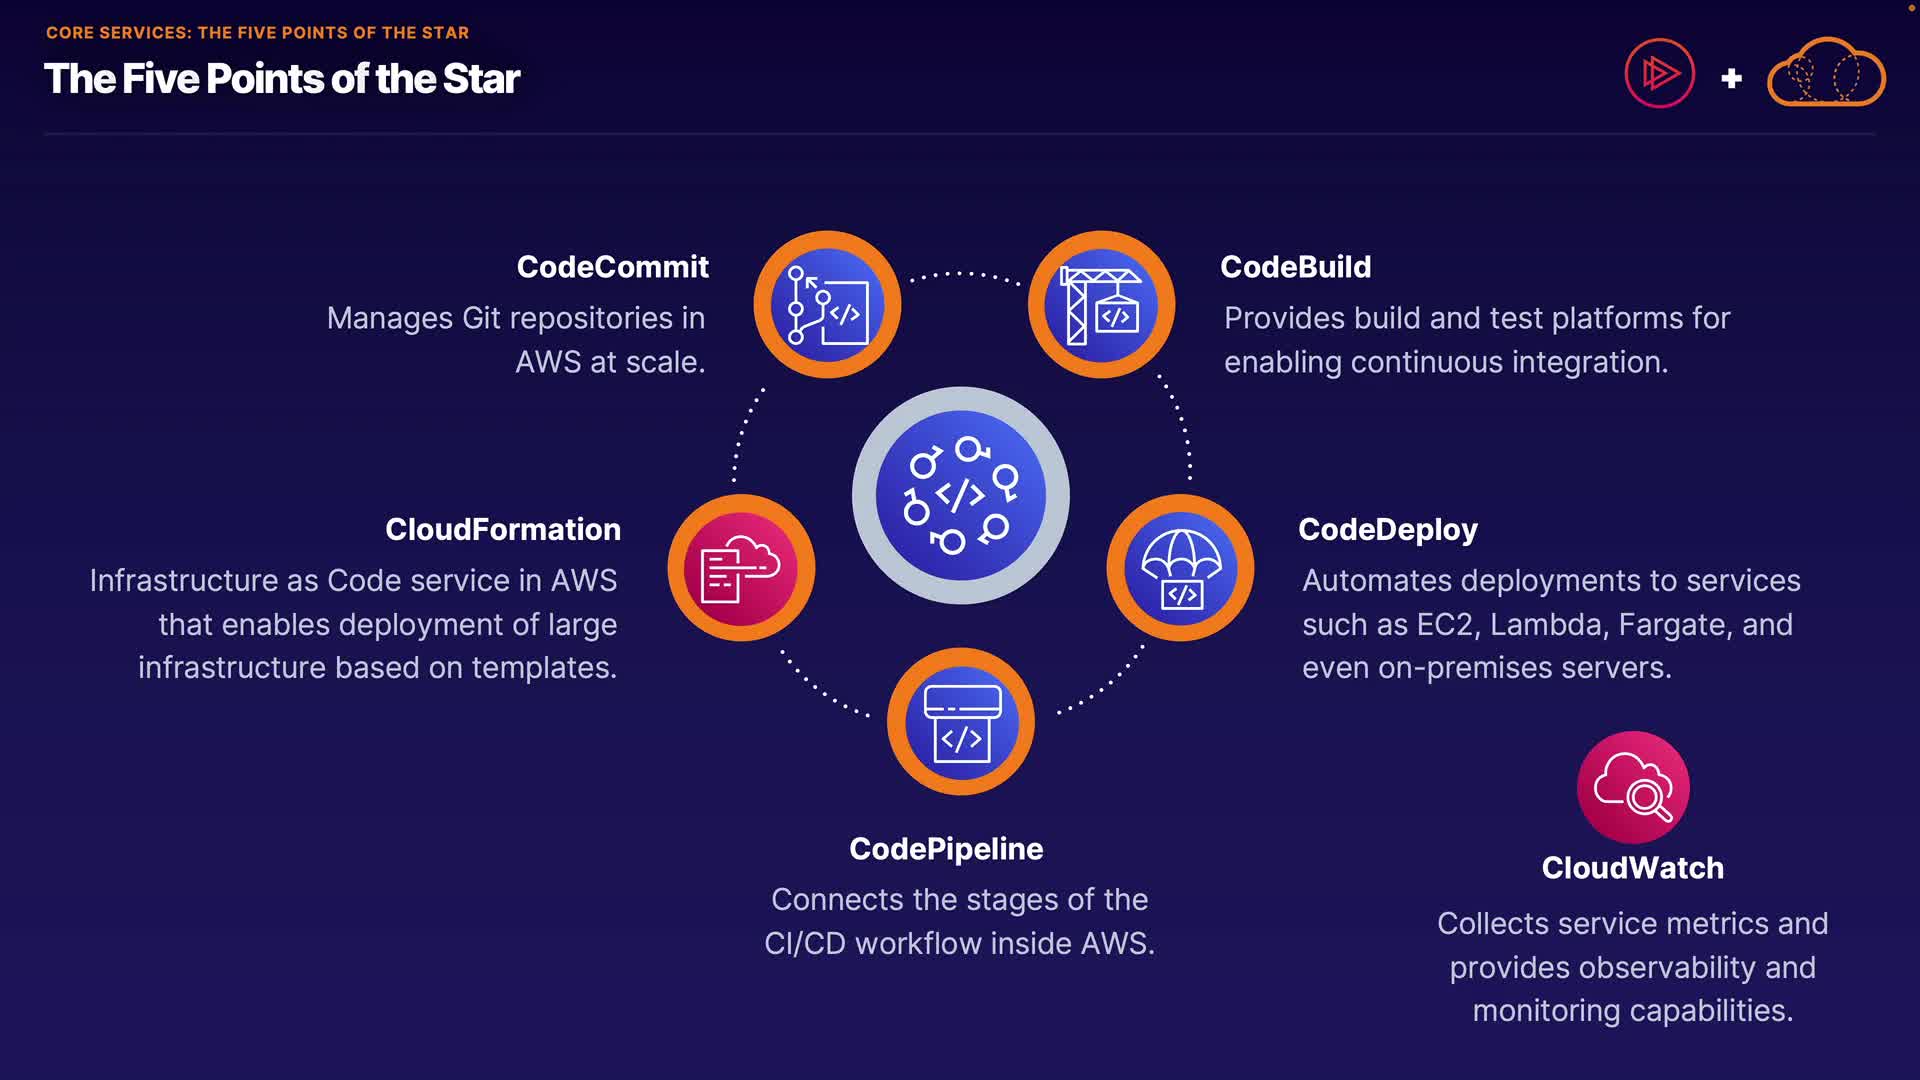 CORE SERVICES: THE FIVE POINTS OF THE STAR
The Five Points of the Star
CodeCommit
Manages Git repositories in
AWS at scale.
CodeBuild
Provides build and test platforms for
enabling continuous integration.
CloudFormation
Infrastructure as Code service in AWS
that enables deployment of large
infrastructure based on templates.
CodeDeploy
Automates deployments to services
such as EC2, Lambda, Fargate, and
even on-premises servers.
CodePipeline
Connects the stages of the
CI/CD workflow inside AWS.
CloudWatch
Collects service metrics and
provides observability and
monitoring capabilities.